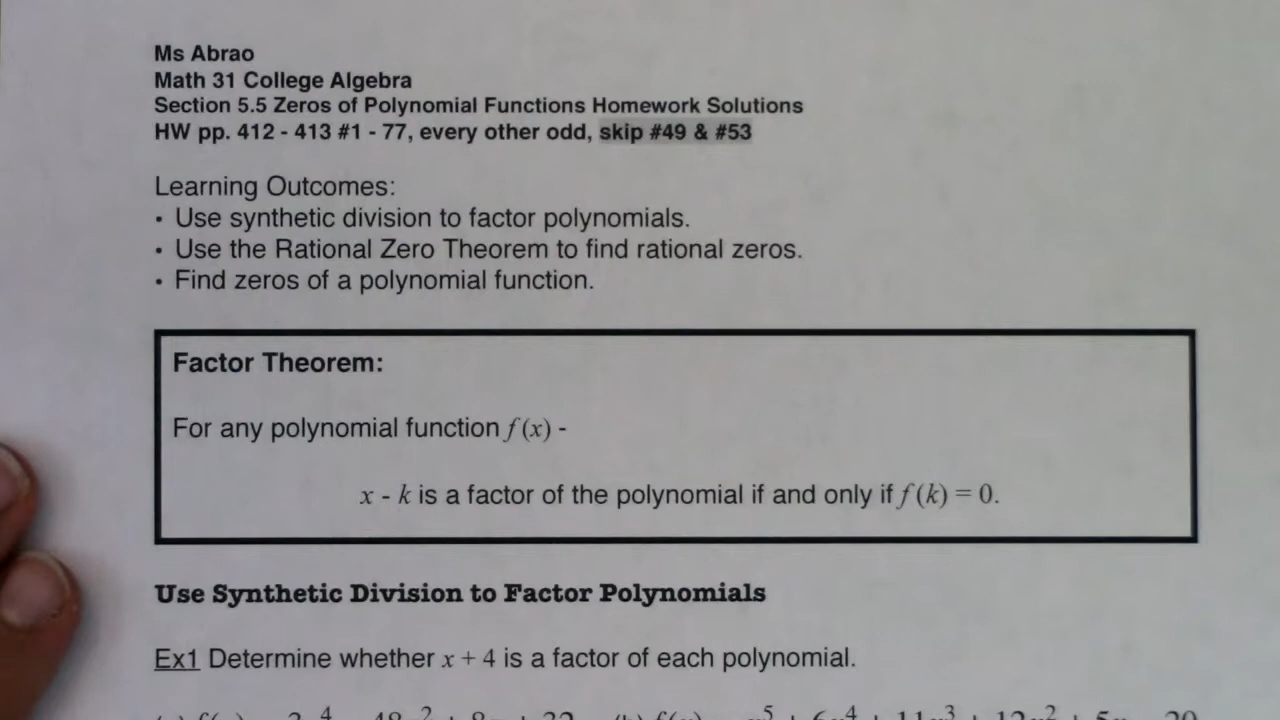 Ms Abrao
Math 31 College Algebra
Section 5.5 Zeros of Polynomial Functions Homework Solutions
HW pp. 412 - 413 #1 - 77, every other odd, skip #49 & #53
Learning Outcomes:
• Use synthetic division to factor polynomials.
• Use the Rational Zero Theorem to find rational zeros.
• Find zeros of a polynomial function.
Factor Theorem:
For any polynomial function f(x) -
x - k is a factor of the polynomial if and only if f(k) = 0.
Use Synthetic Division to Factor Polynomials
Ex1 Determine whether x + 4 is a factor of each polynomial.